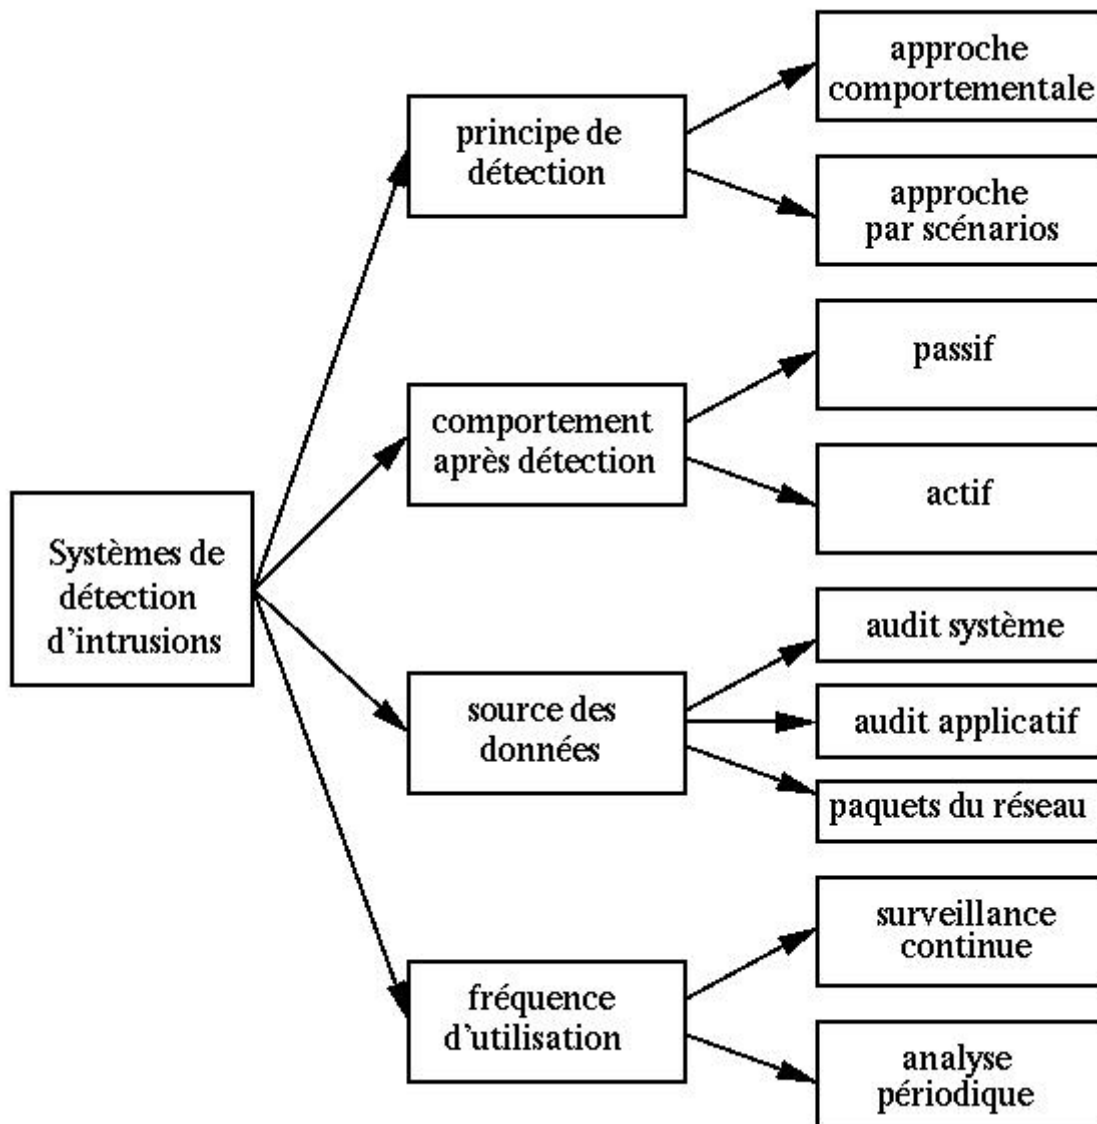 Systèmes de
détection
d'intrusions
principe de
détection
approche
comportementale
approche
par scénarios
comportement
après détection
passif
actif
source des
données
audit système
audit applicatif
paquets du réseau
fréquence
d'utilisation
surveillance
continue
analyse
périodique